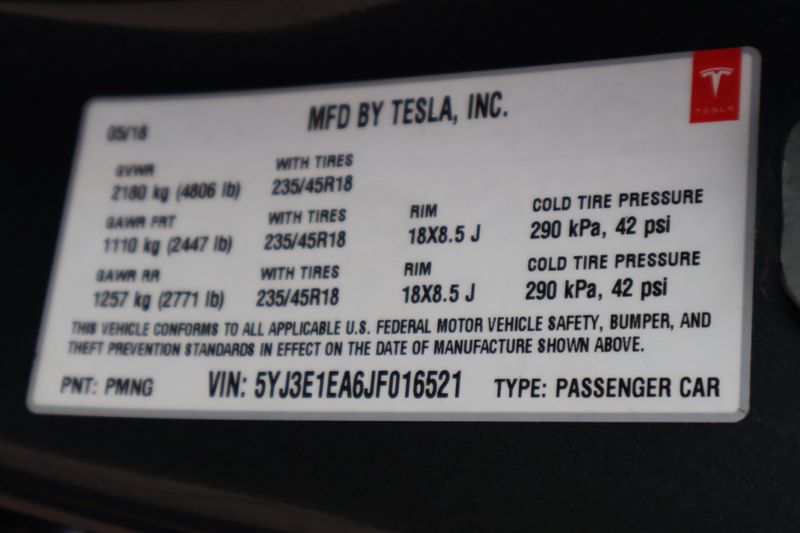 TESLA
MFD BY TESLA, INC.
05/18
GVWR WITH TIRES
2180 kg (4806 lb) 235/45R18
GAWR FRT WITH TIRES RIM COLD TIRE PRESSURE
1110 kg (2447 lb) 235/45R18 18X8.5 J 290 kPa, 42 psi
GAWR RR WITH TIRES RIM COLD TIRE PRESSURE
1257 kg (2771 lb) 235/45R18 18X8.5 J 290 kPa, 42 psi
THIS VEHICLE CONFORMS TO ALL APPLICABLE U.S. FEDERAL MOTOR VEHICLE SAFETY, BUMPER, AND
THEFT PREVENTION STANDARDS IN EFFECT ON THE DATE OF MANUFACTURE SHOWN ABOVE.
PNT: PMNG VIN: 5YJ3E1EA6JF016521 TYPE: PASSENGER CAR